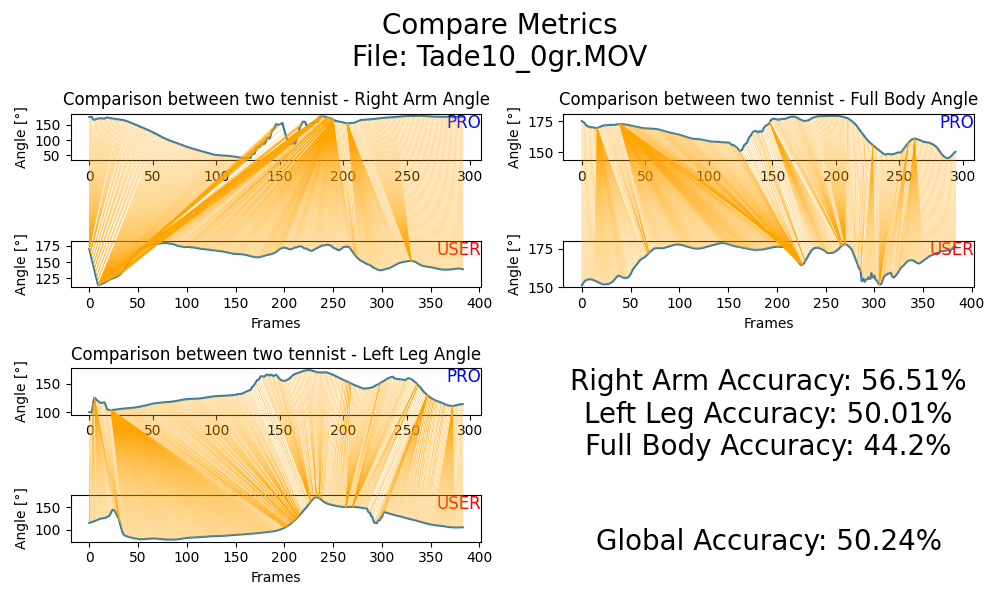 Compare Metrics
File: Tade10_0gr.MOV
Comparison between two tennist - Right Arm Angle
Angle [°]
150
100
50
PRO
0 50 100 150 200 250 300
Angle [°]
175
150
125
USER
0 50 100 150 200 250 300 350 400
Frames
Comparison between two tennist - Full Body Angle
Angle [°]
175
150
PRO
0 50 100 150 200 250 300
Angle [°]
175
150
USER
0 50 100 150 200 250 300 350 400
Frames
Comparison between two tennist - Left Leg Angle
Angle [°]
150
100
PRO
0 50 100 150 200 250 300
Angle [°]
150
100
USER
0 50 100 150 200 250 300 350 400
Frames
Right Arm Accuracy: 56.51%
Left Leg Accuracy: 50.01%
Full Body Accuracy: 44.2%
Global Accuracy: 50.24%